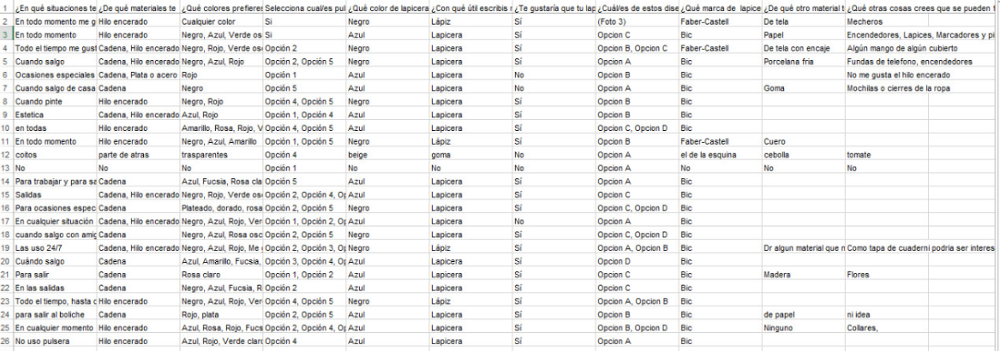 1 ¿En qué situaciones te ¿De qué materiales te ¿Qué colores prefieres Selecciona cual/es pul ¿Qué color de lapicera ¿Con qué útil escribis r ¿Te gustaría que tu lap ¿Cuál/es de estos dise ¿Qué marca de lapice ¿De qué otro material t ¿Qué otras cosas crees que se pueden t
2 En todo momento me g Hilo encerado Cualquier color Si Negro Lápiz Sí (Foto 3) Faber-Castell De tela Mecheros
3 En todo momento Hilo encerado Negro, Azul, Verde os Si Azul Lapicera Sí Opcion C Bic Papel Encendedores, Lapices, Marcadores y pi
4 Todo el tiempo me gust Cadena, Hilo encerado Negro, Rojo, Verde os Opción 2 Negro Lapicera Sí Opcion B, Opcion C Faber-Castell De tela con encaje Algún mango de algún cubierto
5 Cuando salgo Cadena, Hilo encerado Negro, Azul, Rojo Opción 2, Opción 5 Negro Lapicera Sí Opcion A Bic Porcelana fria Fundas de telefono, encendedores
6 Ocasiones especiales Cadena, Plata o acero Rojo Opción 1 Azul Lapicera No Opcion B Bic No me gusta el hilo encerado
7 Cuando salgo de casa Cadena Negro Opción 5 Azul Lapicera No Opcion A Bic Goma Mochilas o cierres de la ropa
8 Cuando pinte Hilo encerado Negro, Rojo Opción 4, Opción 5 Negro Lapicera Sí Opcion B Bic
9 Estetica Cadena, Hilo encerado Azul, Rojo Opción 1, Opción 4 Azul Lapicera Sí Opcion B Bic
10 en todas Hilo encerado Amarillo, Rosa, Rojo, V Opción 4, Opción 5 Azul Lapicera Sí Opcion C, Opcion D Bic
11 En todo momento Hilo encerado Negro, Azul, Amarillo Opción 1, Opción 5 Negro Lápiz Sí Opcion B Faber-Castell Cuero
12 coitos parte de atras trasparentes Opción 4 beige goma No Opcion A el de la esquina cebolla tomate
13 No No No Opción 1 No No No Opcion A No No No
14 Para trabajar y para sa Cadena Azul, Fucsia, Rosa cla Opción 5 Azul Lapicera Sí Opcion A Bic
15 Salidas Cadena, Hilo encerado Negro, Rojo, Verde os Opción 2, Opción 4, Op Azul Lapicera Sí Opcion C Bic
16 Para ocasiones espec Cadena Plateado, dorado, rosa Opción 2, Opción 5 Negro Lapicera Sí Opcion C, Opcion D Bic
17 En cualquier situación Cadena, Hilo encerado Negro, Azul, Rojo, Ver Opción 1, Opción 2, Op Azul Lapicera No Opcion A Bic
18 cuando salgo con amig Cadena Negro, Azul, Rosa osc Opción 2, Opción 5 Negro Lapicera Sí Opcion C, Opcion D Bic
19 Las uso 24/7 Cadena, Hilo encerado Negro, Azul, Rojo, Me Opción 2, Opción 3, Op Negro Lápiz Sí Opcion A, Opcion B Bic Dr algun material que n Como tapa de cuaderni podria ser interes
20 Cuándo salgo Cadena Azul, Amarillo, Fucsia, Opción 3, Opción 4, Op Azul Lapicera Sí Opcion D Bic
21 Para salir Cadena Rosa claro Opción 1, Opción 2 Azul Lapicera Sí Opcion C Bic Madera Flores
22 En las salidas Cadena Negro, Azul, Fucsia, R Opción 2 Azul Lapicera Sí Opcion C Bic
23 Todo el tiempo, hasta c Hilo encerado Negro, Azul, Rojo, Ver Opción 4, Opción 5 Negro Lápiz Sí Opcion A, Opcion B Bic
24 para salir al boliche Cadena Rojo, plata Opción 2, Opción 5 Azul Lapicera Sí Opcion B Bic de papel ni idea
25 En cualquier momento Hilo encerado Azul, Rosa, Rojo, Fucs Opción 2, Opción 4, Op Azul Lapicera Sí Opcion B, Opcion D Bic Ninguno Collares,
26 No uso pulsera Hilo encerado Azul, Rojo, Verde claro Opción 4 Azul Lapicera Sí Opcion A Bic